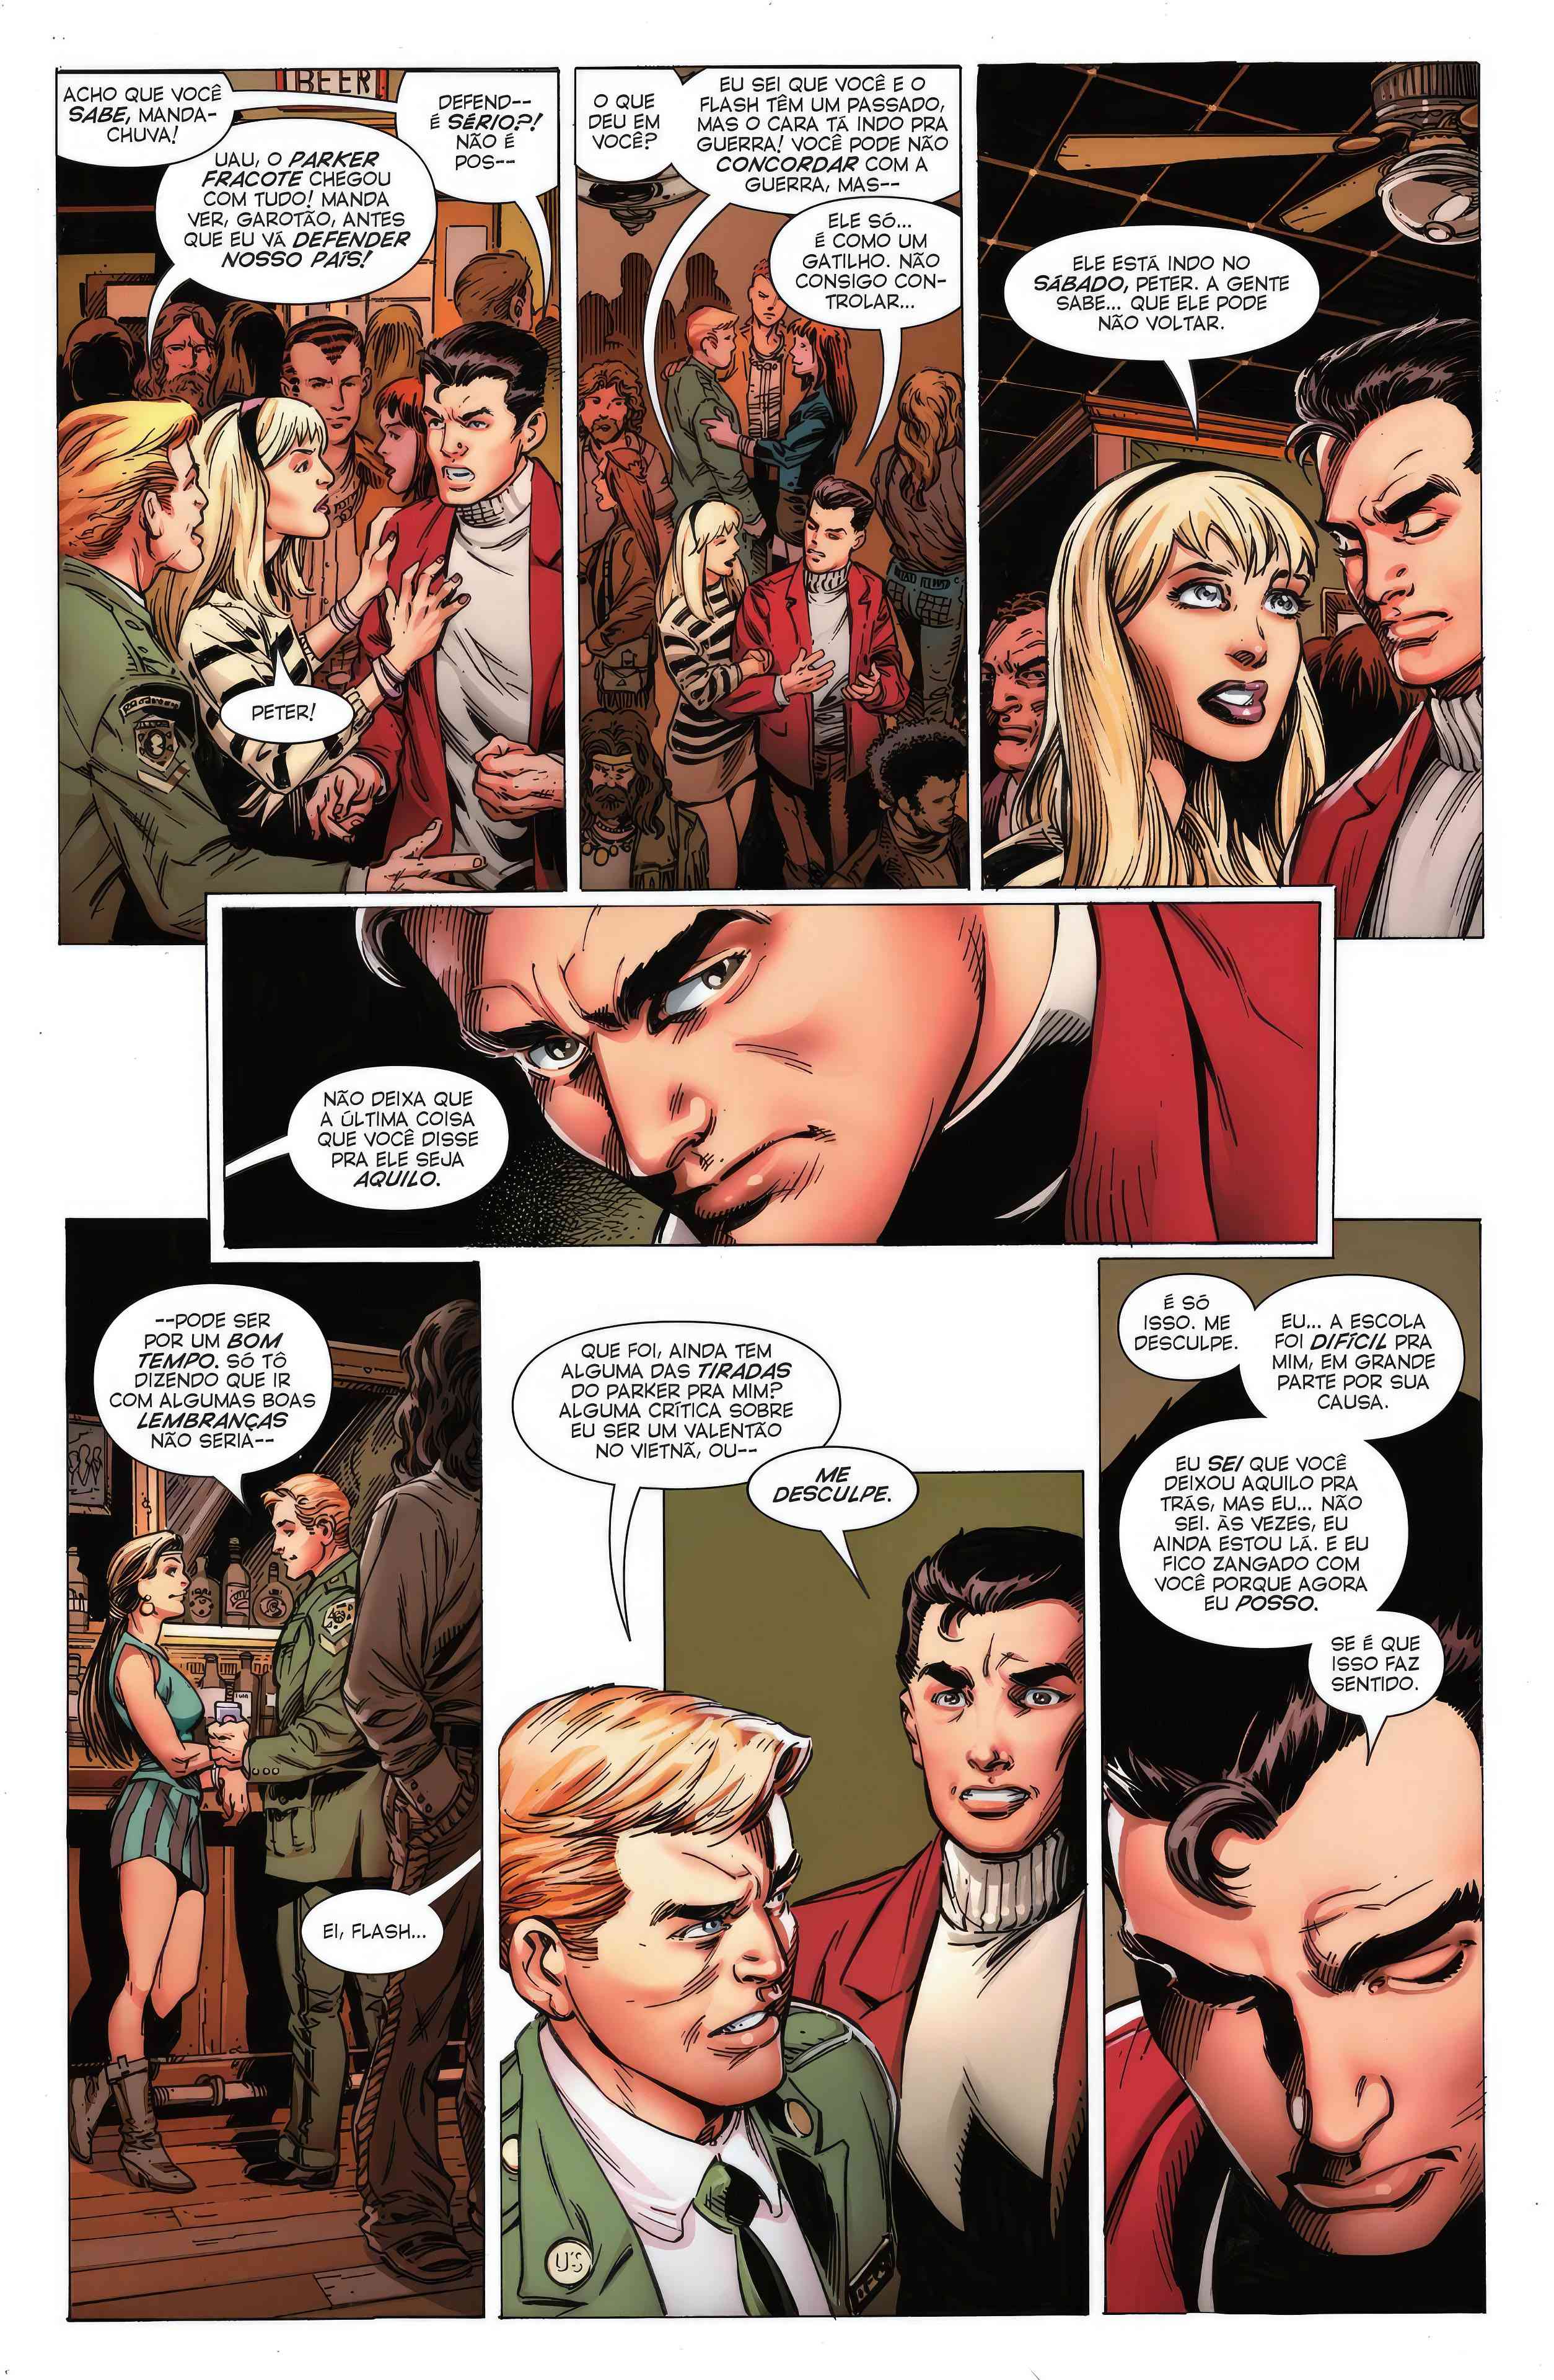 BEER
ACHO QUE VOCÊ
SABE, MANDA-
CHUVA!
UAU, O PARKER
FRACOTE CHEGOU
COM TUDO! MANDA
VER, GAROTÃO, ANTES
QUE EU VÁ DEFENDER
NOSSO PAÍS!
DEFEND--
É SÉRIO?!
NÃO É
POS--
PETER!
O QUE
DEU EM
VOCÊ?
EU SEI QUE VOCÊ E O
FLASH TÊM UM PASSADO,
MAS O CARA TÁ INDO PRA
GUERRA! VOCÊ PODE NÃO
CONCORDAR COM A
GUERRA, MAS--
ELE SÓ...
É COMO UM
GATILHO. NÃO
CONSIGO CON-
TROLAR...
ELE ESTÁ INDO NO
SÁBADO, PETER. A GENTE
SABE... QUE ELE PODE
NÃO VOLTAR.
NÃO DEIXA QUE
A ÚLTIMA COISA
QUE VOCÊ DISSE
PRA ELE SEJA
AQUILO.
--PODE SER
POR UM BOM
TEMPO. SÓ TÔ
DIZENDO QUE IR
COM ALGUMAS BOAS
LEMBRANÇAS
NÃO SERIA--
EI, FLASH...
QUE FOI, AINDA TEM
ALGUMA DAS TIRADAS
DO PARKER PRA MIM?
ALGUMA CRÍTICA SOBRE
EU SER UM VALENTÃO
NO VIETNÃ, OU--
ME
DESCULPE.
U.S
É SÓ
ISSO. ME
DESCULPE.
EU... A ESCOLA
FOI DIFÍCIL PRA
MIM, EM GRANDE
PARTE POR SUA
CAUSA.
EU SEI QUE VOCÊ
DEIXOU AQUILO PRA
TRÁS, MAS EU... NÃO
SEI. ÀS VEZES, EU
AINDA ESTOU LÁ. E EU
FICO ZANGADO COM
VOCÊ PORQUE AGORA
EU POSSO.
SE É QUE
ISSO FAZ
SENTIDO.